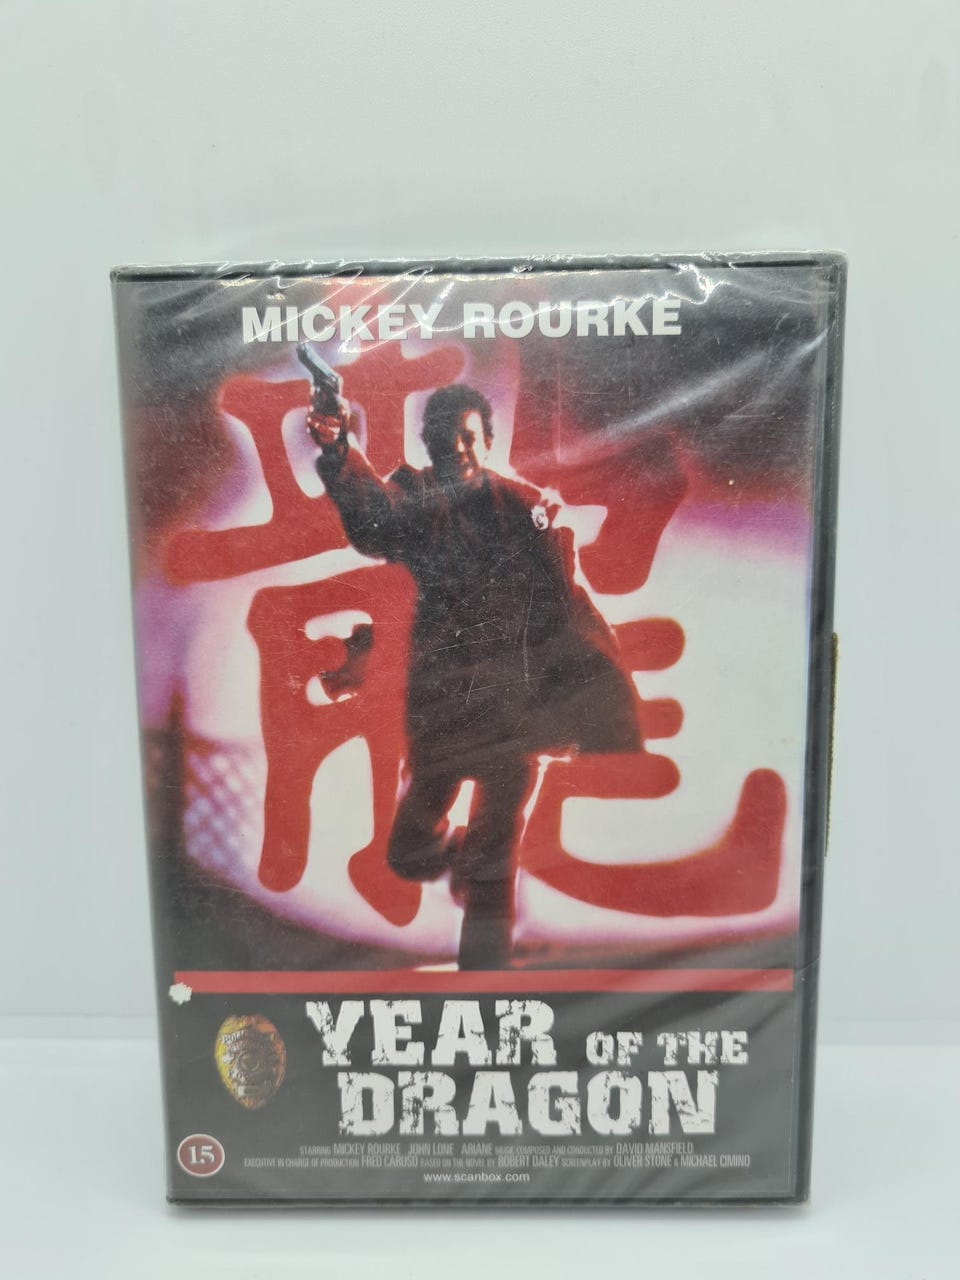 MICKEY ROURKE
龍
YEAR OF THE
DRAGON
15
STARRING MICKEY ROURKE JOHN LONE ARIANE MUSIC COMPOSED AND CONDUCTED BY DAVID MANSFIELD
EXECUTIVE IN CHARGE OF PRODUCTION FRED CARUSO BASED ON THE NOVEL BY ROBERT DALEY SCREENPLAY BY OLIVER STONE & MICHAEL CIMINO
www.scanbox.com